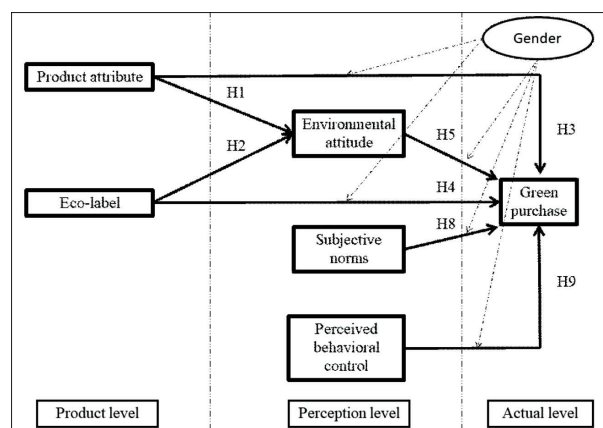 Gender
Product attribute
H1
Environmental
attitude
H5
H3
H2
Eco-label
H4
Green
purchase
H8
Subjective
norms
H9
Perceived
behavioral
control
Product level
Perception level
Actual level